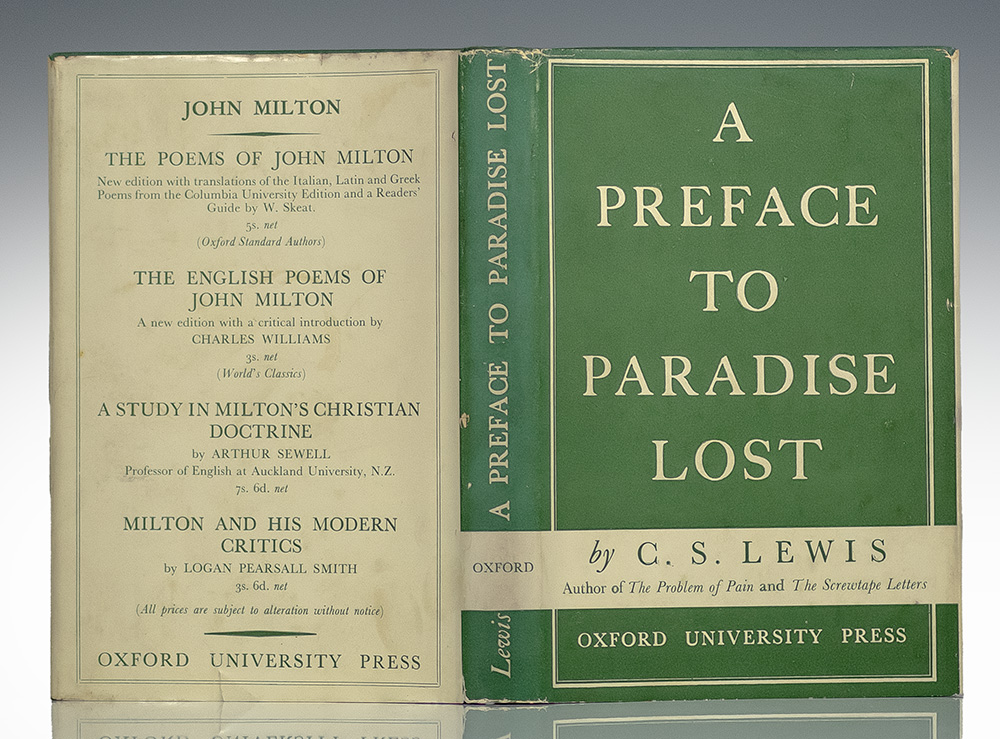 JOHN MILTON
THE POEMS OF JOHN MILTON
New edition with translations of the Italian, Latin and Greek
Poems from the Columbia University Edition and a Readers'
Guide by W. Skeat.
5s. net
(Oxford Standard Authors)
THE ENGLISH POEMS OF
JOHN MILTON
A new edition with a critical introduction by
CHARLES WILLIAMS
3s. net
(World's Classics)
A STUDY IN MILTON'S CHRISTIAN
DOCTRINE
by ARTHUR SEWELL
Professor of English at Auckland University, N.Z.
7s. 6d. net
MILTON AND HIS MODERN
CRITICS
by LOGAN PEARSALL SMITH
3s. 6d. net
(All prices are subject to alteration without notice)
OXFORD UNIVERSITY PRESS
A PREFACE TO PARADISE LOST
OXFORD
Lewis
A
PREFACE
TO
PARADISE
LOST
by C. S. LEWIS
Author of The Problem of Pain and The Screwtape Letters
OXFORD UNIVERSITY PRESS